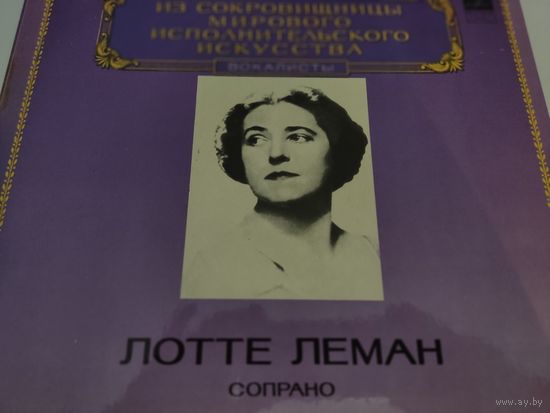 ИЗ СОКРОВИЩНИЦЫ
МИРОВОГО
ИСПОЛНИТЕЛЬСКОГО
ИСКУССТВА
ВОКАЛИСТЫ
ЛОТТЕ ЛЕМАН
СОПРАНО
www.ay.by